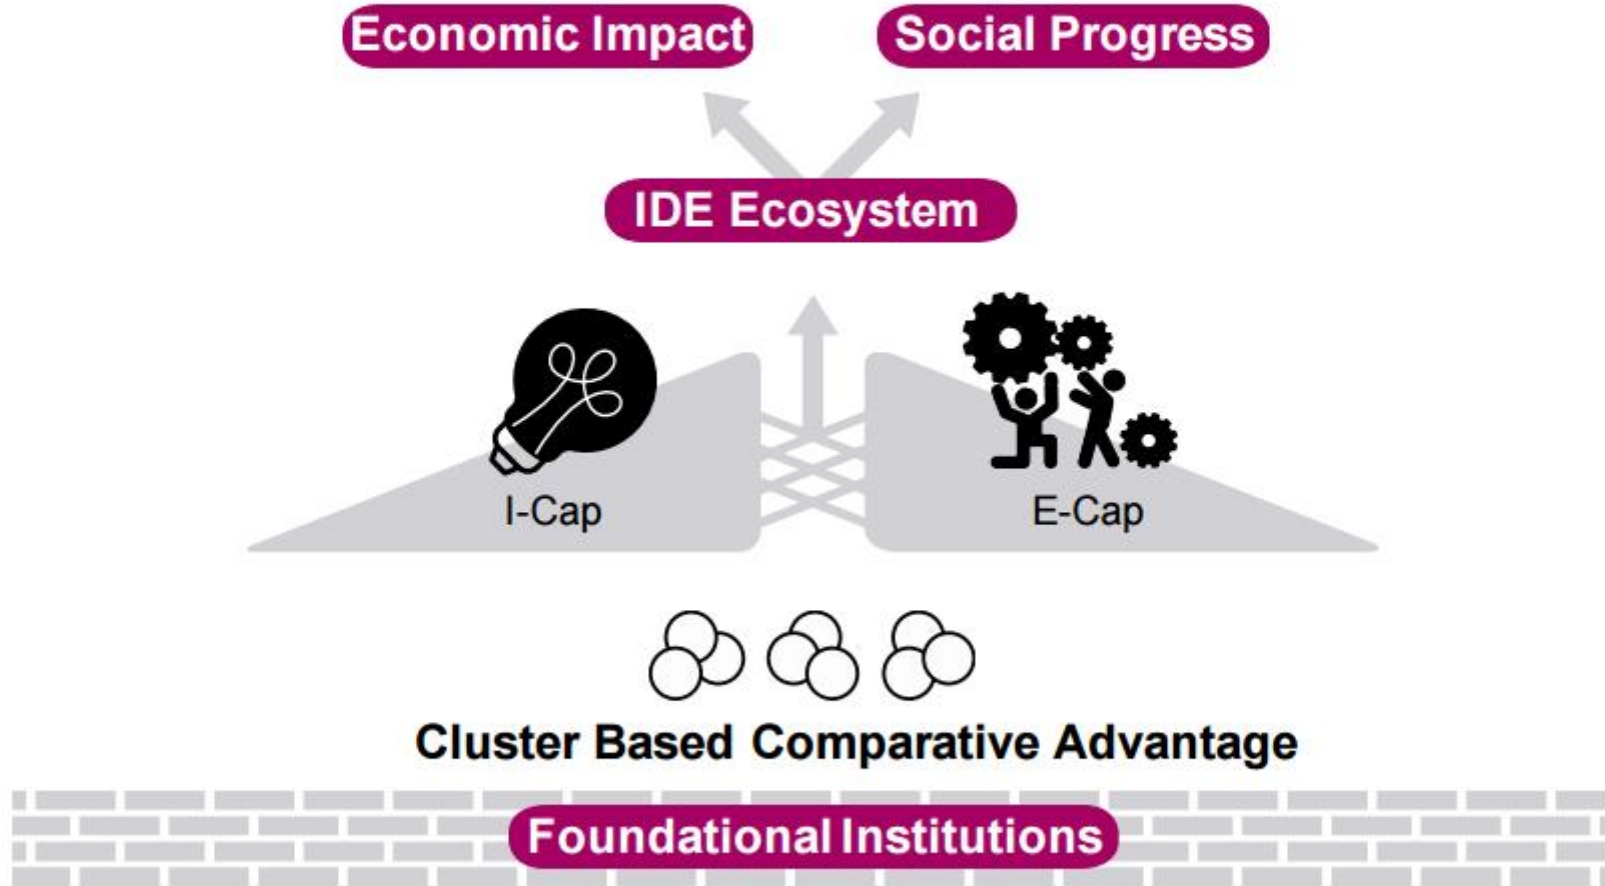 Economic Impact
Social Progress
IDE Ecosystem
I-Cap
E-Cap
Cluster Based Comparative Advantage
Foundational Institutions